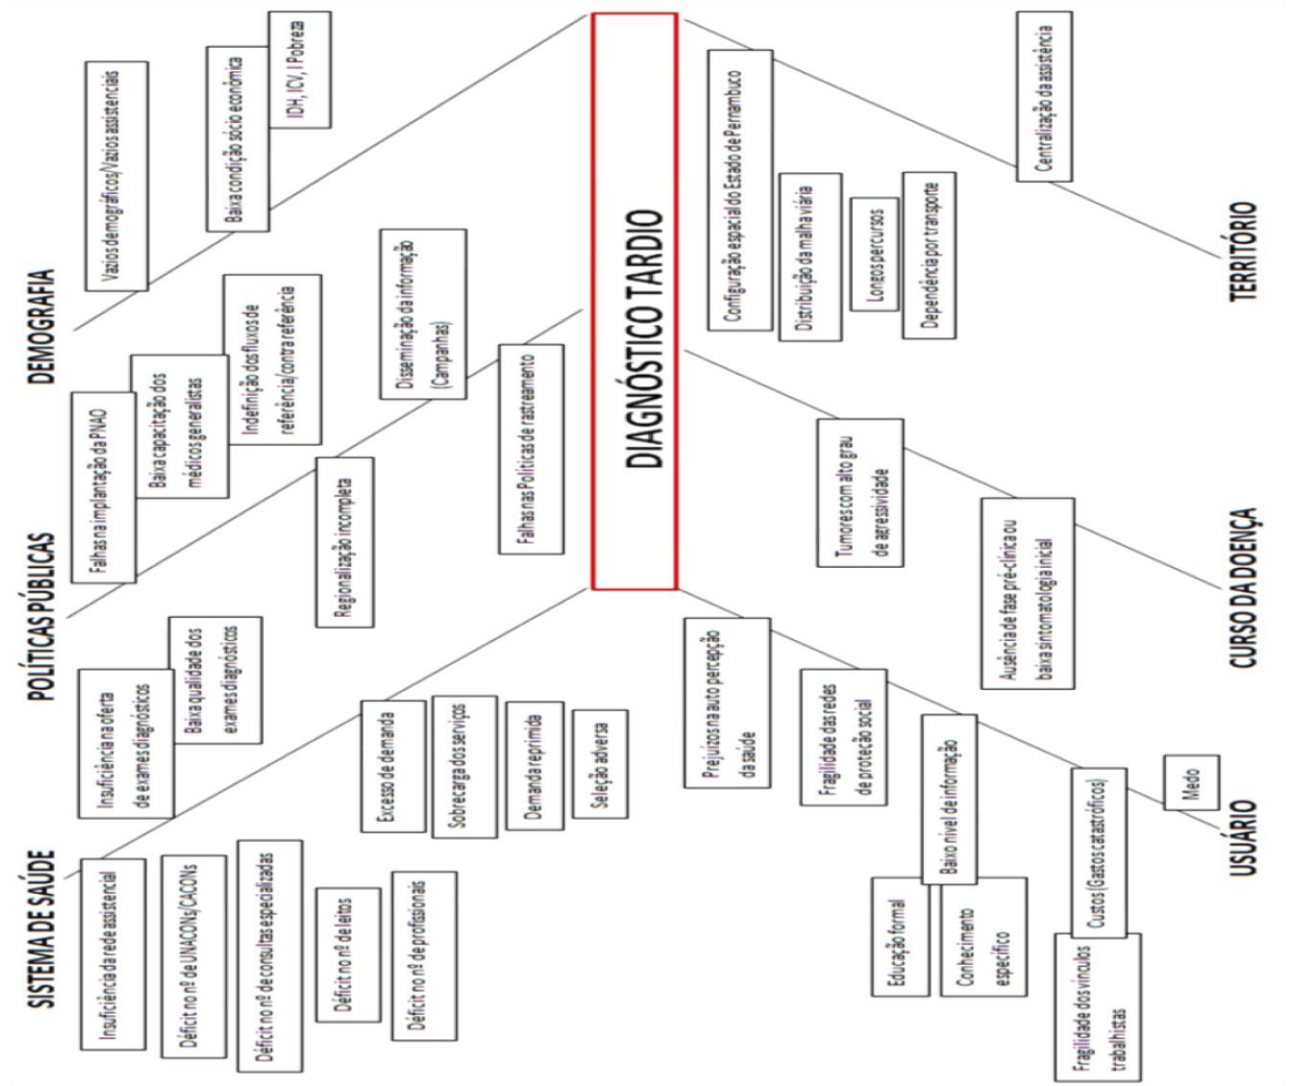 SISTEMA DE SAÚDE
Insuficiência da rede assistencial
Déficit no nº de UNACONs/CACONs
Déficit no nº de consultas especializadas
Déficit no nº de leitos
Déficit no nº de profissionais
Insuficiência na oferta
de exames diagnósticos
Baixa qualidade dos
exames diagnósticos
Excesso de demanda
Sobrecarga dos serviços
Demanda reprimida
Seleção adversa
POLÍTICAS PÚBLICAS
Falhas na implantação da PNAO
Baixa capacitação dos
médicos generalistas
Indefinição dos fluxos de
referência/contra referência
Regionalização incompleta
Disseminação da informação
(Campanhas)
Falhas nas Políticas de rastreamento
DEMOGRAFIA
Vazios demográficos/Vazios assistenciais
Baixa condição sócio econômica
IDH, ICV, I Pobreza
DIAGNÓSTICO TARDIO
Prejuízos na auto percepção
da saúde
Fragilidade das redes
de proteção social
Baixo nível de informação
Educação formal
Conhecimento
específico
Custos (Gastos catastróficos)
Fragilidade dos vínculos
trabalhistas
Medo
USUÁRIO
Tumores com alto grau
de agressividade
Ausência de fase pré-clínica ou
baixa sintomatologia inicial
CURSO DA DOENÇA
Configuração espacial do Estado de Pernambuco
Distribuição da malha viária
Longos percursos
Dependência por transporte
Centralização da assistência
TERRITÓRIO